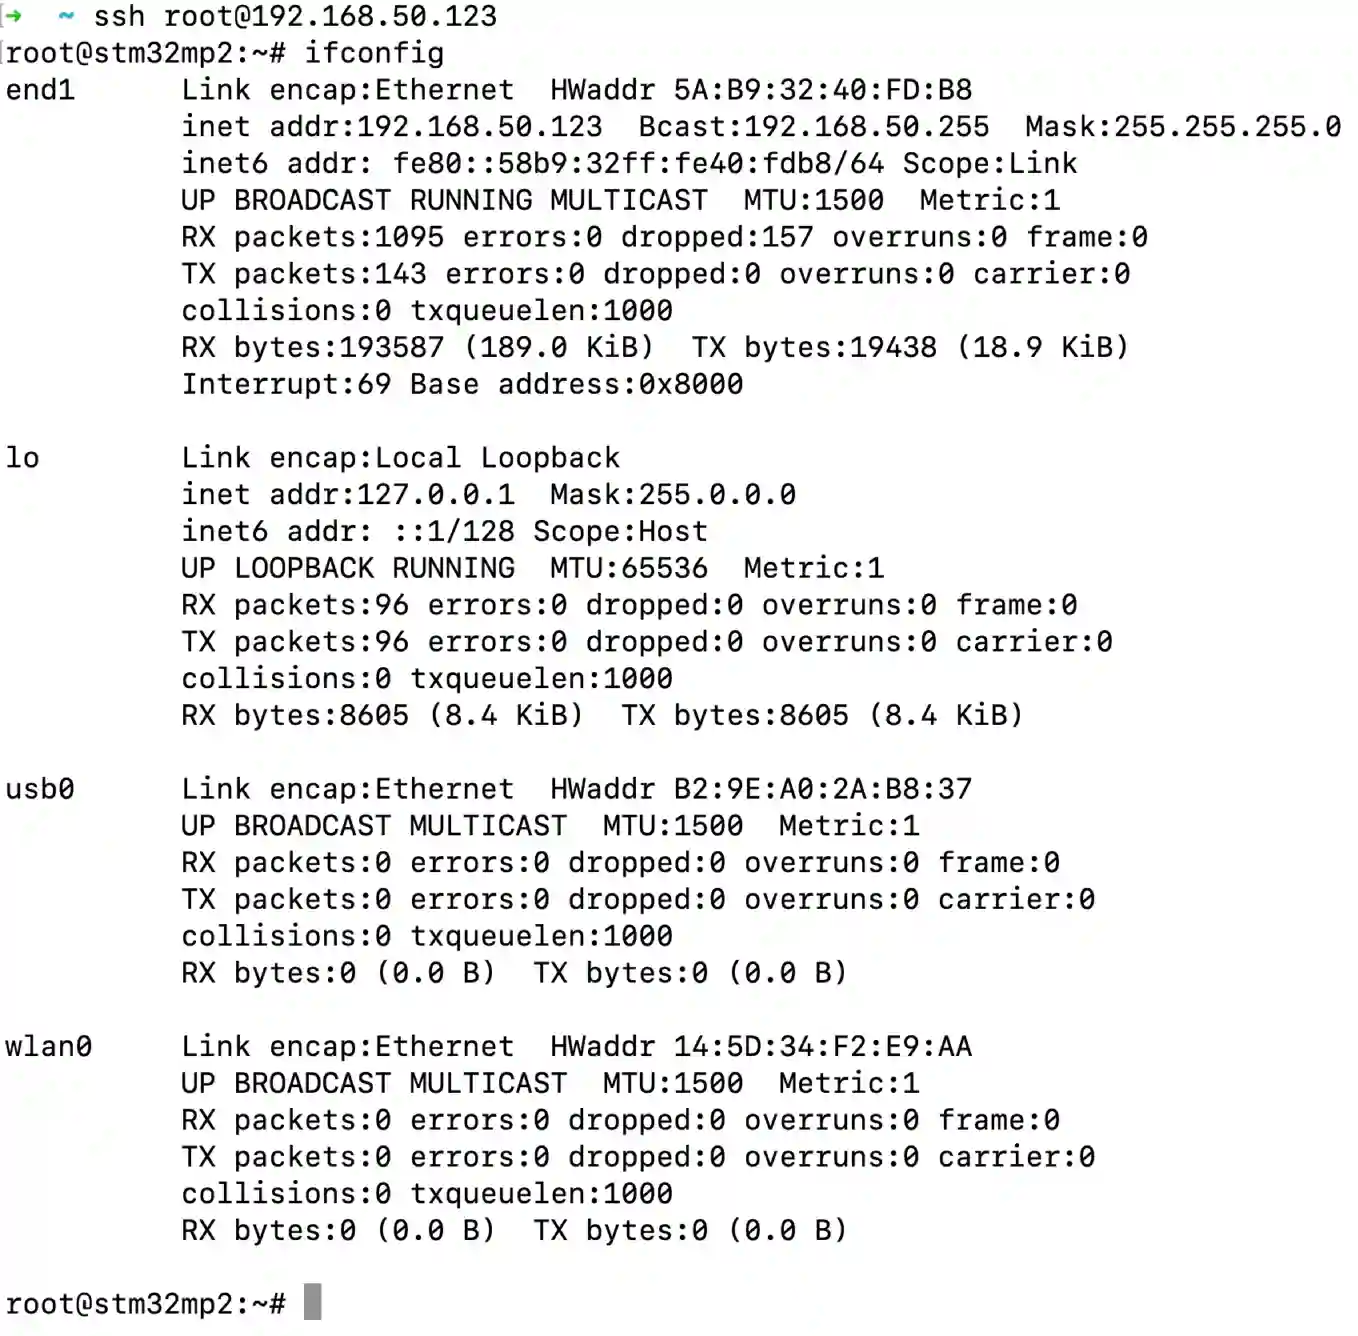 →  ~ ssh root@192.168.50.123
root@stm32mp2:~# ifconfig
end1      Link encap:Ethernet  HWaddr 5A:B9:32:40:FD:B8
          inet addr:192.168.50.123  Bcast:192.168.50.255  Mask:255.255.255.0
          inet6 addr: fe80::58b9:32ff:fe40:fdb8/64 Scope:Link
          UP BROADCAST RUNNING MULTICAST  MTU:1500  Metric:1
          RX packets:1095 errors:0 dropped:157 overruns:0 frame:0
          TX packets:143 errors:0 dropped:0 overruns:0 carrier:0
          collisions:0 txqueuelen:1000
          RX bytes:193587 (189.0 KiB)  TX bytes:19438 (18.9 KiB)
          Interrupt:69 Base address:0x8000

lo        Link encap:Local Loopback
          inet addr:127.0.0.1  Mask:255.0.0.0
          inet6 addr: ::1/128 Scope:Host
          UP LOOPBACK RUNNING  MTU:65536  Metric:1
          RX packets:96 errors:0 dropped:0 overruns:0 frame:0
          TX packets:96 errors:0 dropped:0 overruns:0 carrier:0
          collisions:0 txqueuelen:1000
          RX bytes:8605 (8.4 KiB)  TX bytes:8605 (8.4 KiB)

usb0      Link encap:Ethernet  HWaddr B2:9E:A0:2A:B8:37
          UP BROADCAST MULTICAST  MTU:1500  Metric:1
          RX packets:0 errors:0 dropped:0 overruns:0 frame:0
          TX packets:0 errors:0 dropped:0 overruns:0 carrier:0
          collisions:0 txqueuelen:1000
          RX bytes:0 (0.0 B)  TX bytes:0 (0.0 B)

wlan0     Link encap:Ethernet  HWaddr 14:5D:34:F2:E9:AA
          UP BROADCAST MULTICAST  MTU:1500  Metric:1
          RX packets:0 errors:0 dropped:0 overruns:0 frame:0
          TX packets:0 errors:0 dropped:0 overruns:0 carrier:0
          collisions:0 txqueuelen:1000
          RX bytes:0 (0.0 B)  TX bytes:0 (0.0 B)

root@stm32mp2:~#